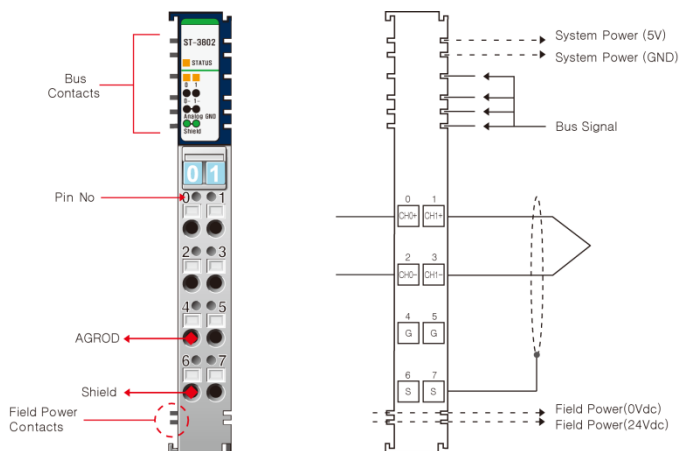 ST-3802
STATUS
0 1
0- 1-
Analog GND
Shield
Bus
Contacts
01
Pin No
0 1
2 3
4 5
AGROD
6 7
Shield
Field Power
Contacts
System Power (5V)
System Power (GND)
Bus Signal
0 1
CH0+ CH1+
2 3
CH0- CH1-
4 5
G G
6 7
S S
Field Power(0Vdc)
Field Power(24Vdc)